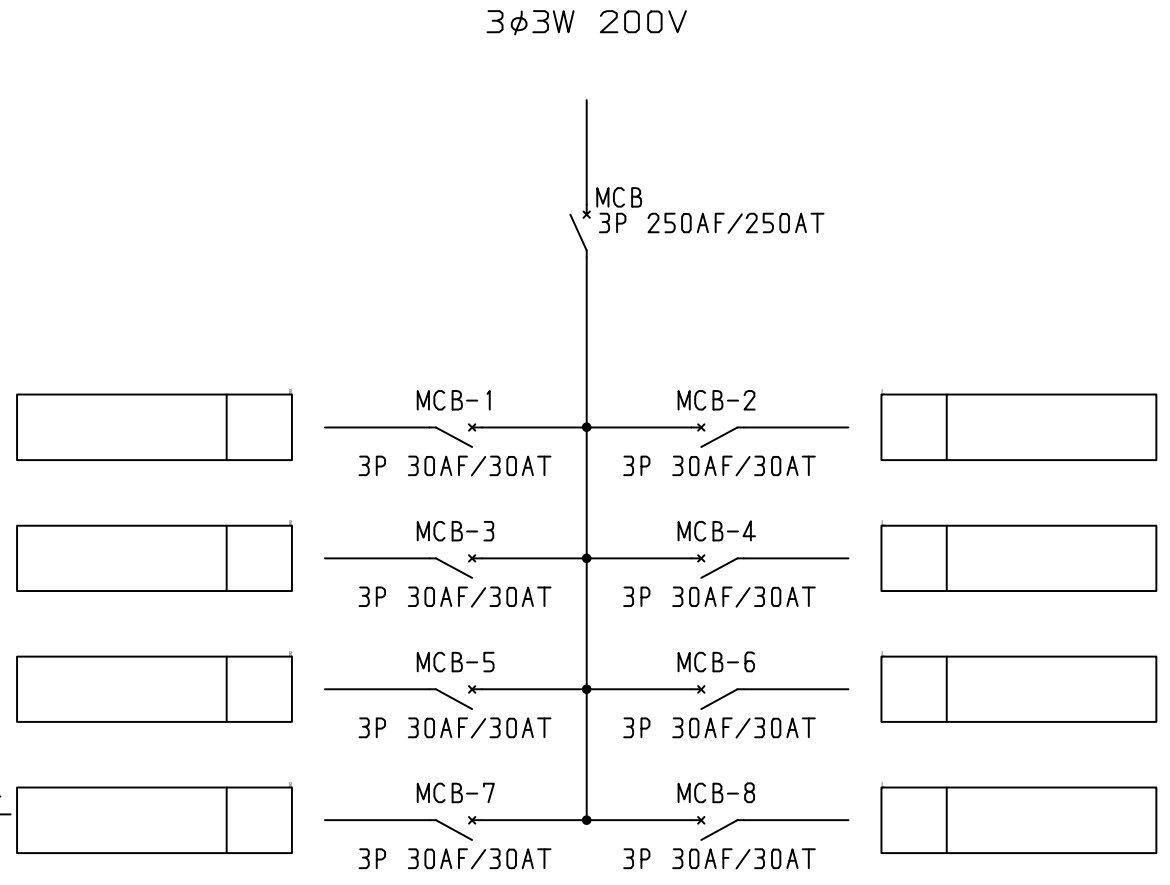 3φ3W 200V
MCB
3P 250AF/250AT
MCB-1
MCB-2
3P 30AF/30AT
3P 30AF/30AT
MCB-3
MCB-4
3P 30AF/30AT
3P 30AF/30AT
MCB-5
MCB-6
3P 30AF/30AT
3P 30AF/30AT
MCB-7
MCB-8
3P 30AF/30AT
3P 30AF/30AT